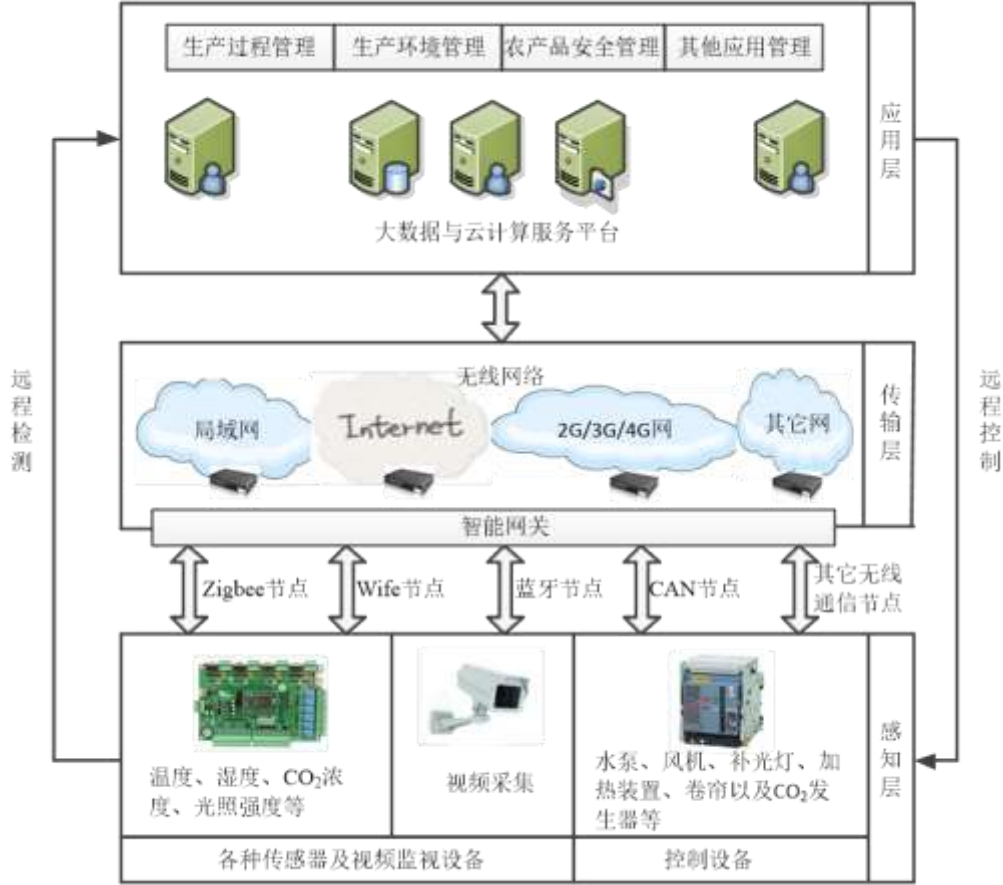 生产过程管理
生产环境管理
农产品安全管理
其他应用管理
应用层
大数据与云计算服务平台
远程检测
远程控制
无线网络
局域网
Internet
2G/3G/4G网
其它网
传输层
智能网关
Zigbee节点
Wife节点
蓝牙节点
CAN节点
其它无线
通信节点
温度、湿度、CO₂浓
度、光照强度等
视频采集
水泵、风机、补光灯、加
热装置、卷帘以及CO₂发
生器等
感知层
各种传感器及视频监视设备
控制设备